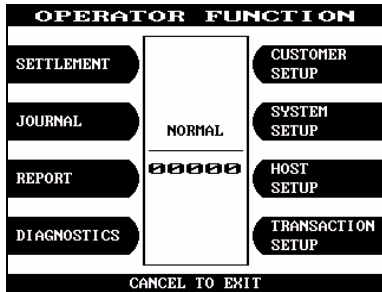 OPERATOR FUNCTION
SETTLEMENT
JOURNAL
REPORT
DIAGNOSTICS
NORMAL
00000
CUSTOMER
SETUP
SYSTEM
SETUP
HOST
SETUP
TRANSACTION
SETUP
CANCEL TO EXIT